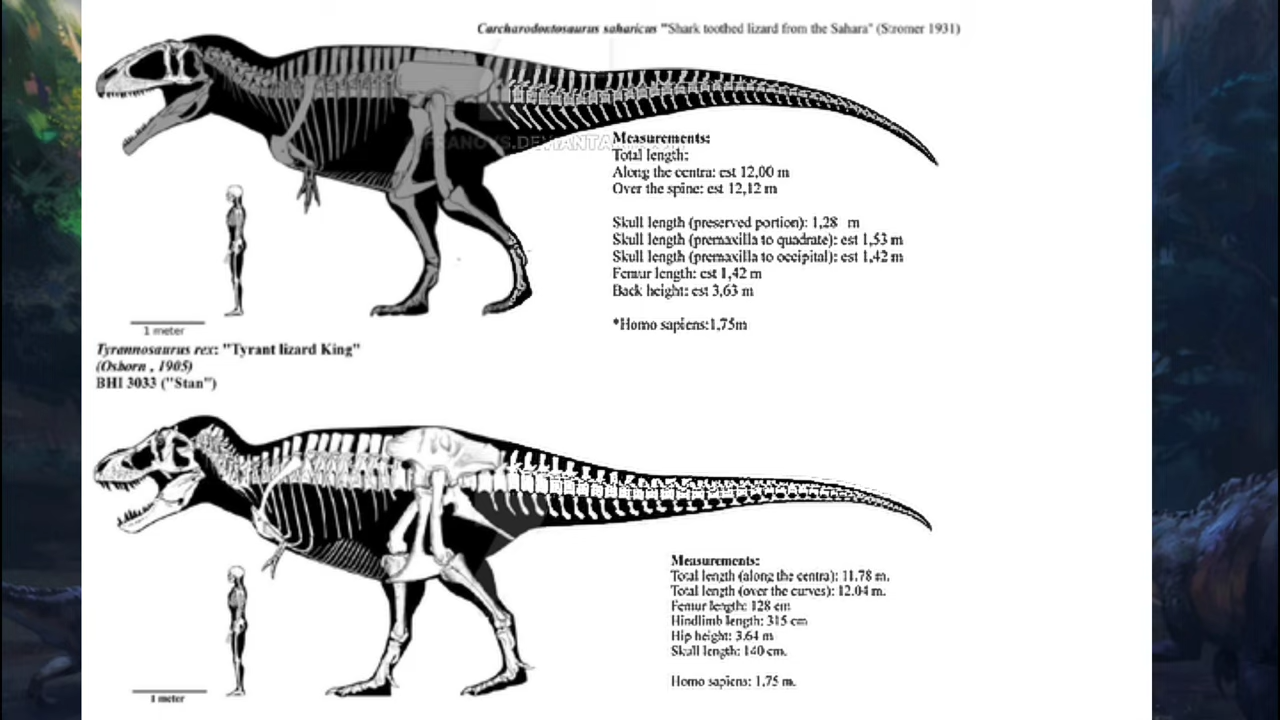 Carcharodontosaurus saharicus "Shark toothed lizard from the Sahara" (Stromer 1931)
Measurements:
Total length:
Along the centra: est 12,00 m
Over the spine: est 12,12 m
Skull length (preserved portion): 1,28 m
Skull length (premaxilla to quadrate): est 1,53 m
Skull length (premaxilla to occipital): est 1,42 m
Femur length: est 1,42 m
Back height: est 3,63 m
*Homo sapiens:1,75m
1 meter
Tyrannosaurus rex: "Tyrant lizard King"
(Osborn , 1905)
BHI 3033 ("Stan")
Measurements:
Total length (along the centra): 11.78 m.
Total length (over the curves): 12.04 m.
Femur length: 128 cm
Hindlimb length: 315 cm
Hip height: 3.64 m
Skull length: 140 cm.
Homo sapiens: 1,75 m.
1 meter